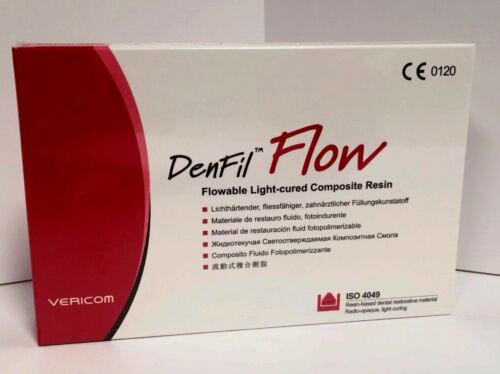 CE 0120
DenFil™ Flow
Flowable Light-cured Composite Resin
Lichthärtender, fliessfähiger, zahnärztlicher Füllungskunstoff
Materiale de restauro fluido, fotoindurente
Material de restauración fluid fotopolimerizable
Жидкотекучая Светоотверждаемая Композитная Смола
Composito Fluido Fotopolimerizzante
流動式複合樹脂
VERICOM
ISO 4049
Resin-based dental restorative material
Radio-opaque, light curing